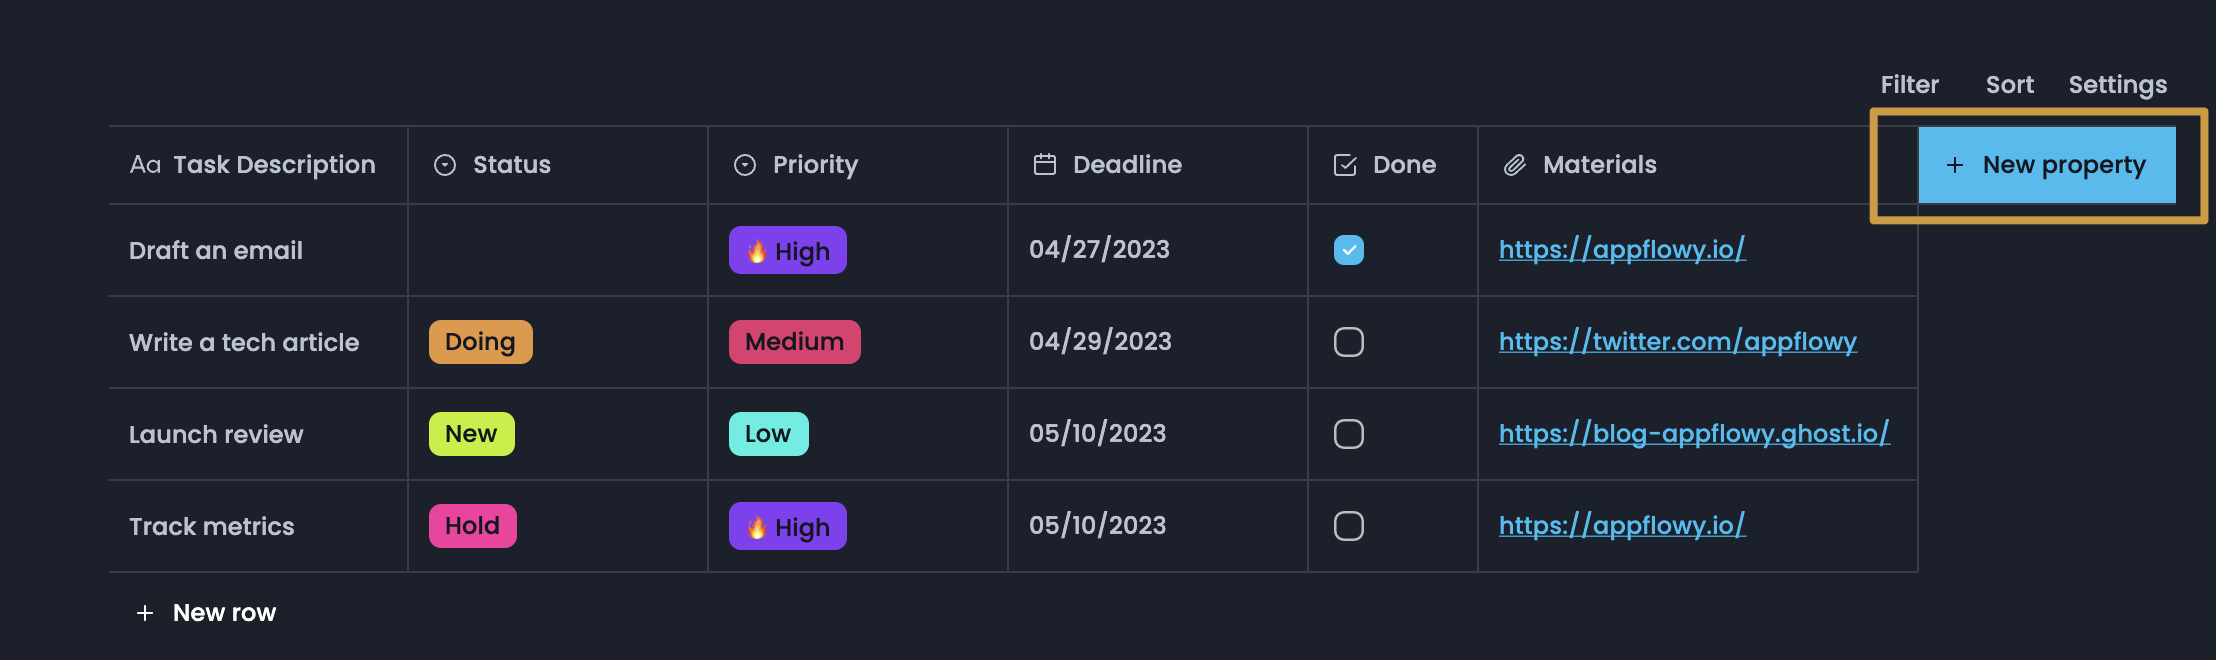 Filter Sort Settings
Aa Task Description Status Priority Deadline Done Materials + New property
Draft an email 🔥 High 04/27/2023 https://appflowy.io/
Write a tech article Doing Medium 04/29/2023 https://twitter.com/appflowy
Launch review New Low 05/10/2023 https://blog-appflowy.ghost.io/
Track metrics Hold 🔥 High 05/10/2023 https://appflowy.io/
+ New row